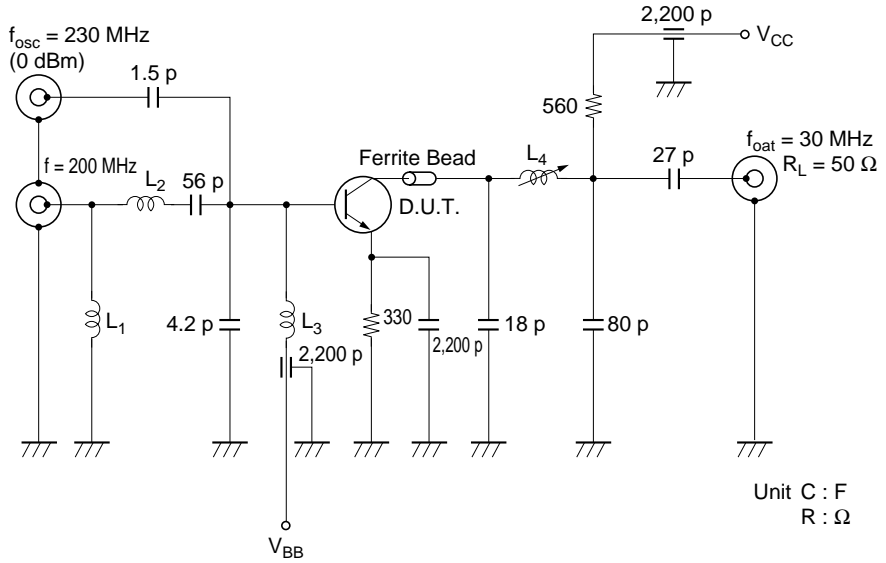 2,200 p
f_osc = 230 MHz
(0 dBm)
V_CC
1.5 p
560
f_oat = 30 MHz
R_L = 50 Ω
Ferrite Bead
L_4
27 p
f = 200 MHz
L_2
56 p
D.U.T.
L_1
4.2 p
L_3
330
2,200 p
18 p
80 p
2,200 p
Unit C : F
R : Ω
V_BB